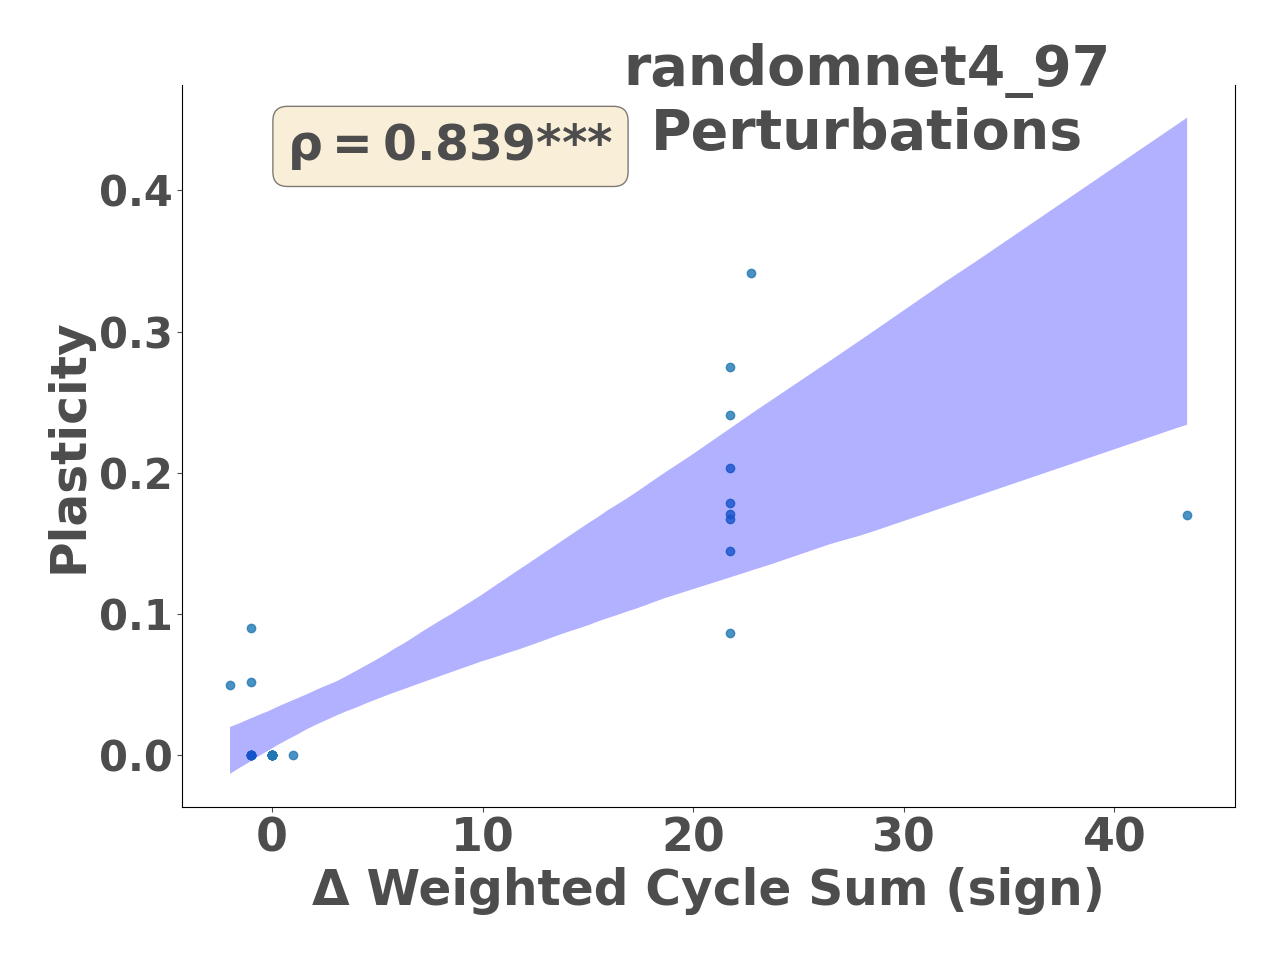 randomnet4_97
Perturbations
ρ = 0.839***
0.4
0.3
0.2
0.1
0.0
Plasticity
0 10 20 30 40
Δ Weighted Cycle Sum (sign)